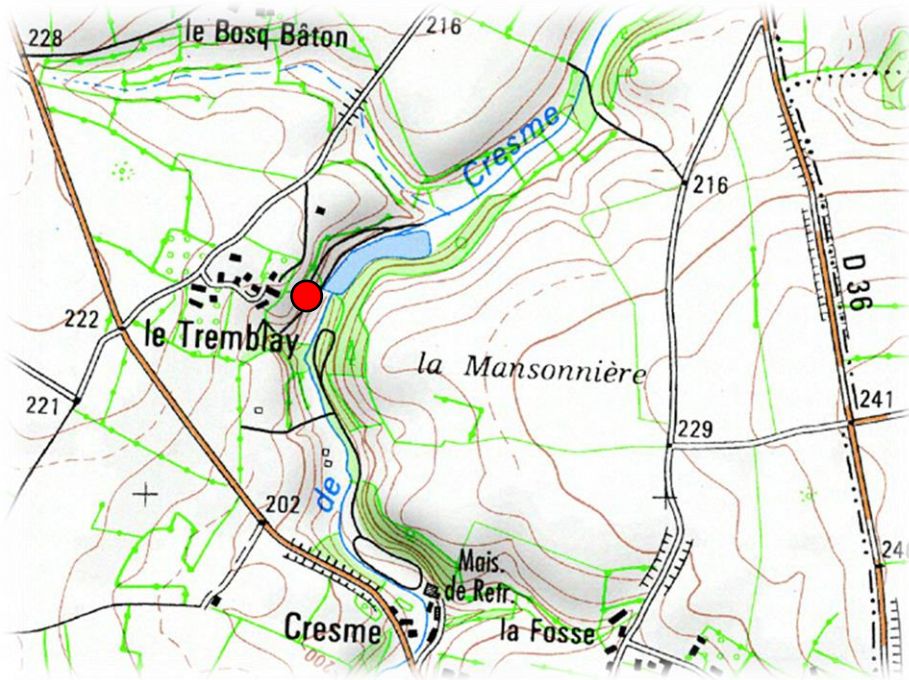 228
le Bosq Bâton
216
Cresme
216
D 36
222
le Tremblay
la Mansonnière
221
241
229
202
de
Mais.
de Retr.
Cresme
la Fosse
200